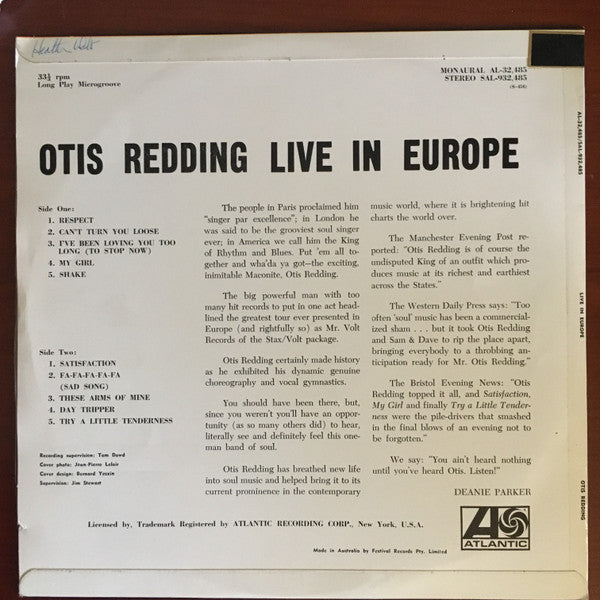 33⅓ rpm
Long Play Microgroove
MONAURAL AL-32,485
STEREO SAL-932,485
OTIS REDDING LIVE IN EUROPE
Side One:
1. RESPECT
2. CAN'T TURN YOU LOOSE
3. I'VE BEEN LOVING YOU TOO
LONG (TO STOP NOW)
4. MY GIRL
5. SHAKE
Side Two:
1. SATISFACTION
2. FA-FA-FA-FA-FA
(SAD SONG)
3. THESE ARMS OF MINE
4. DAY TRIPPER
5. TRY A LITTLE TENDERNESS
Recording supervision: Tom Dowd
Cover photo: Jean-Pierre Leloir
Cover design: Bernard Yeszin
Supervision: Jim Stewart
The people in Paris proclaimed him
"singer par excellence"; in London he
was said to be the grooviest soul singer
ever; in America we call him the King
of Rhythm and Blues. Put 'em all to-
gether and wha'da ya got—the exciting,
inimitable Maconite, Otis Redding.
The big powerful man with too
many hit records to put in one act head-
lined the greatest tour ever presented in
Europe (and rightfully so) as Mr. Volt
Records of the Stax/Volt package.
Otis Redding certainly made history
as he exhibited his dynamic genuine
choreography and vocal gymnastics.
You should have been there, but,
since you weren't you'll have an oppor-
tunity (as so many others did) to hear,
literally see and definitely feel this one-
man band of soul.
Otis Redding has breathed new life
into soul music and helped bring it to its
current prominence in the contemporary
music world, where it is brightening hit
charts the world over.
The Manchester Evening Post re-
ported: "Otis Redding is of course the
undisputed King of an outfit which pro-
duces music at its richest and earthiest
across the States."
The Western Daily Press says: "Too
often 'soul' music has been a commercial-
ized sham . . . but it took Otis Redding
and Sam & Dave to rip the place apart,
bringing everybody to a throbbing an-
ticipation ready for Mr. Otis Redding."
The Bristol Evening News: "Otis
Redding topped it all, and Satisfaction,
My Girl and finally Try a Little Tender-
ness were the pile-drivers that smashed
in the final blows of an evening not to
be forgotten."
We say: "You ain't heard nothing
until you've heard Otis. Listen!"
DEANIE PARKER
Licensed by, Trademark Registered by ATLANTIC RECORDING CORP., New York, U.S.A.
Made in Australia by Festival Records Pty. Limited
ATLANTIC
AL-32,485/SAL-932,485
LIVE IN EUROPE
OTIS REDDING